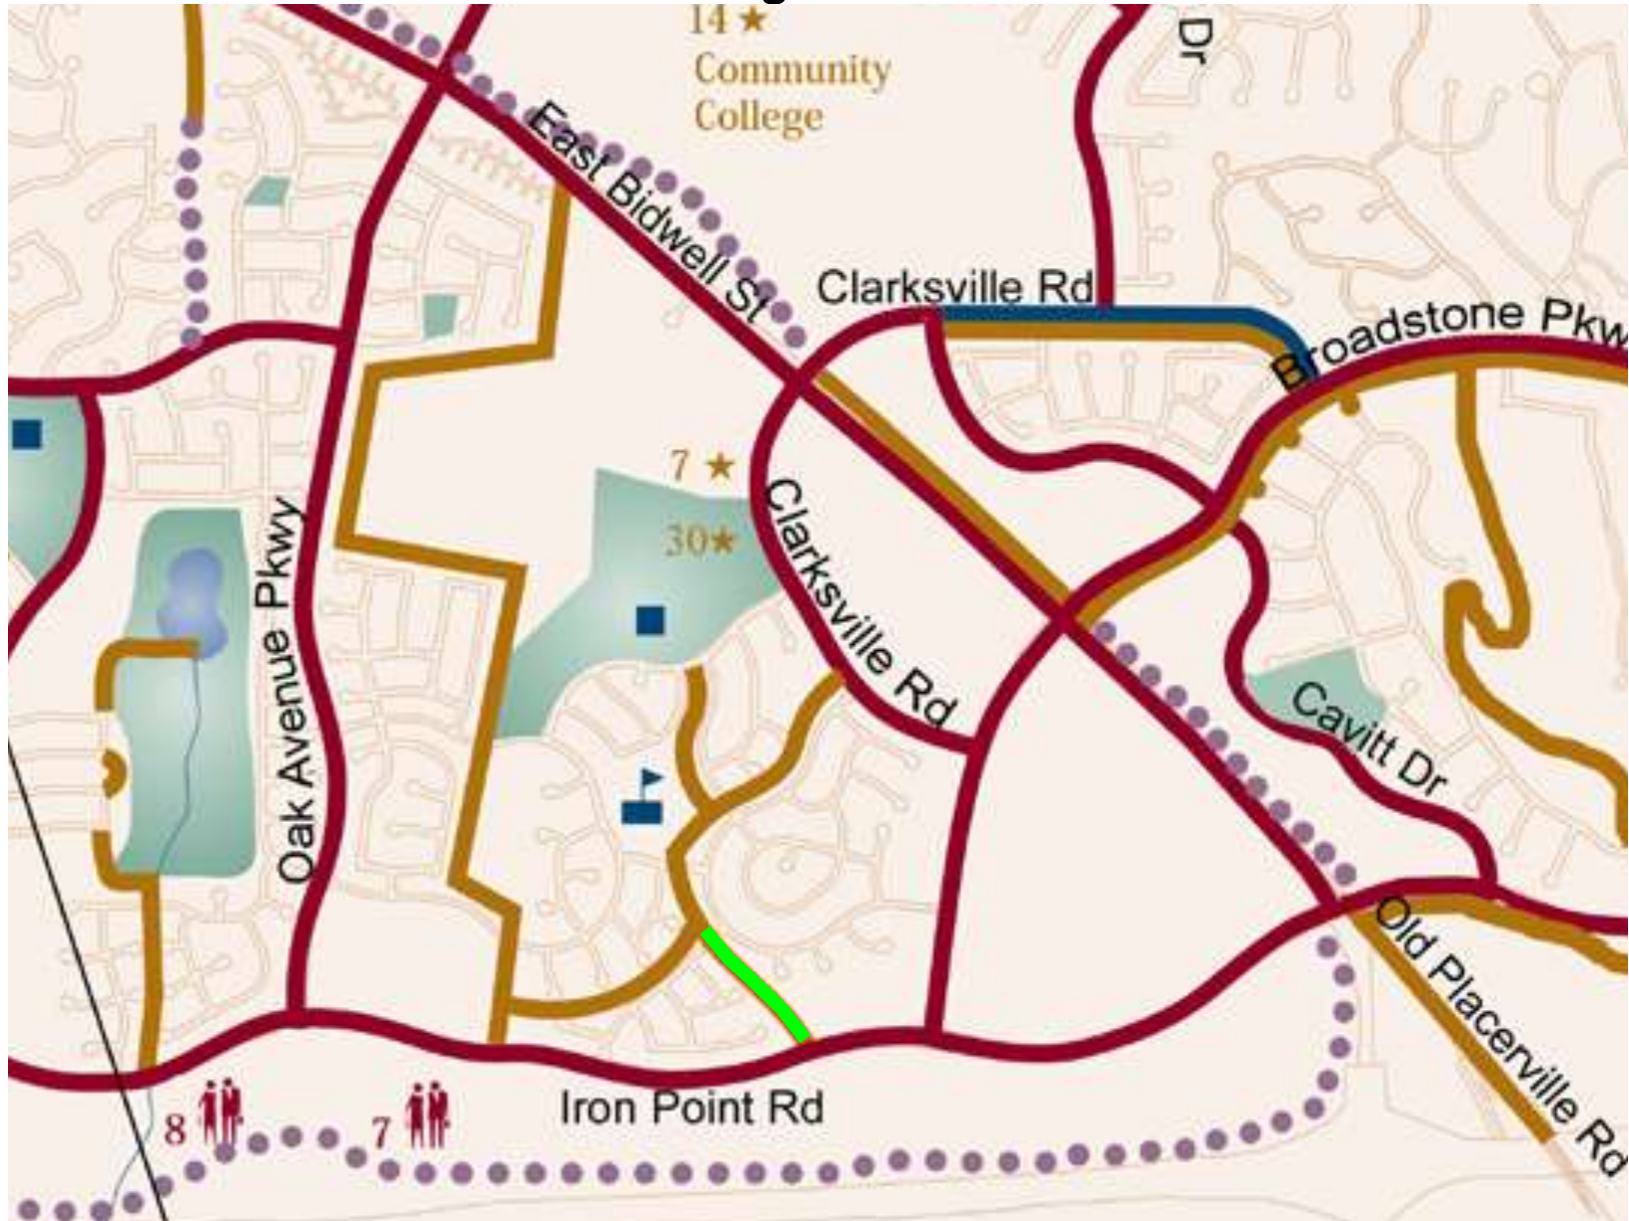 14
Community
College
Dr
East Bidwell St
Clarksville Rd
Broadstone Pkw
7
30
Clarksville Rd
Oak Avenue Pkwy
Cavitt Dr
Old Placerville Rd
Iron Point Rd
8
7